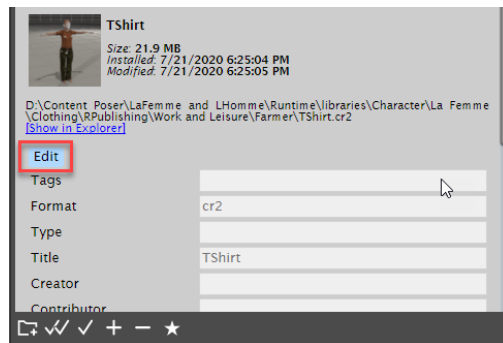 TShirt
Size: 21.9 MB
Installed: 7/21/2020 6:25:04 PM
Modified: 7/21/2020 6:25:05 PM
D:\Content Poser\LaFemme and LHomme\Runtime\libraries\Character\La Femme
\Clothing\RPublishing\Work and Leisure\Farmer\TShirt.cr2
[Show in Explorer]
Edit
Tags
Format cr2
Type
Title TShirt
Creator
Contributor